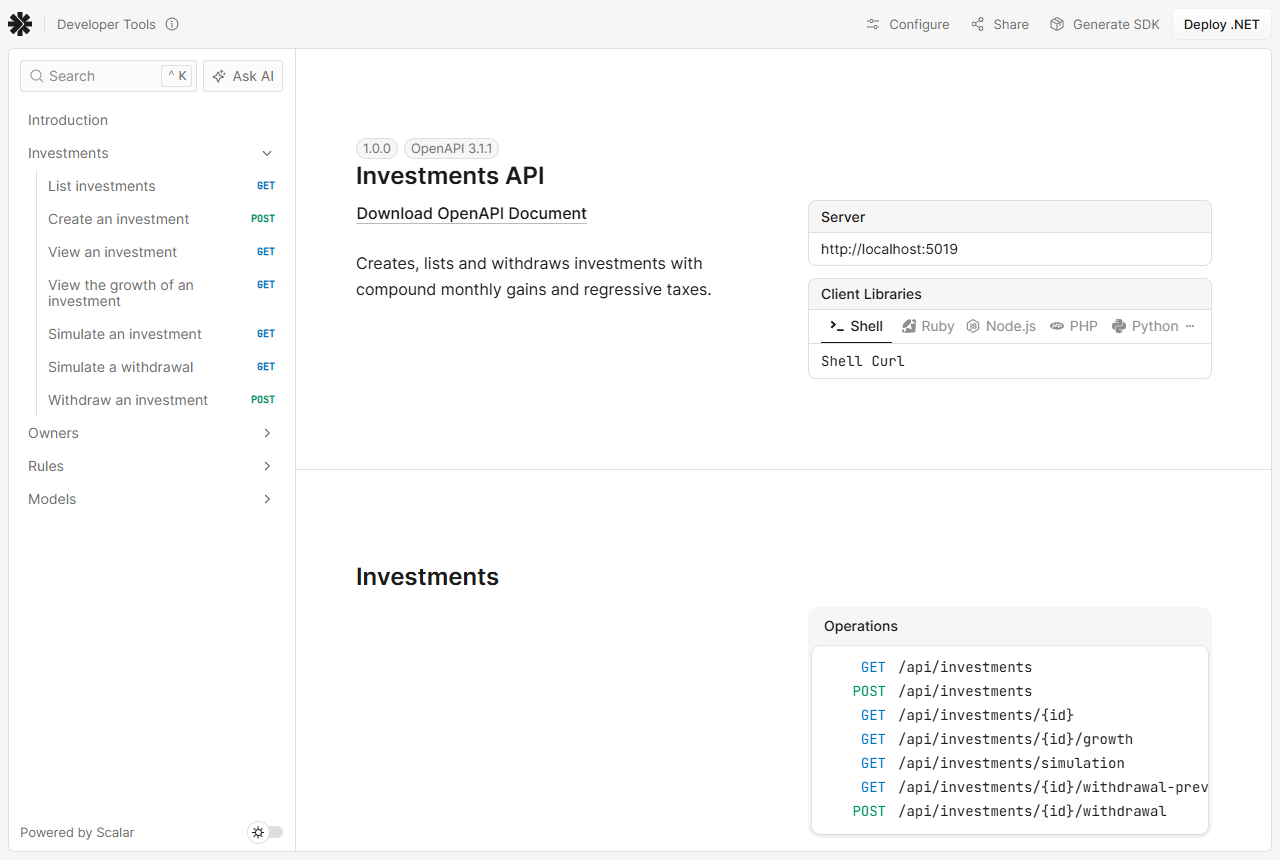 Developer Tools
Configure
Share
Generate SDK
Deploy .NET
Search
^ K
Ask AI
Introduction
Investments
List investments GET
Create an investment POST
View an investment GET
View the growth of an GET
investment
Simulate an investment GET
Simulate a withdrawal GET
Withdraw an investment POST
Owners
Rules
Models
Powered by Scalar
1.0.0
OpenAPI 3.1.1
Investments API
Download OpenAPI Document
Creates, lists and withdraws investments with
compound monthly gains and regressive taxes.
Server
http://localhost:5019
Client Libraries
Shell
Ruby
Node.js
PHP
Python
Shell Curl
Investments
Operations
GET /api/investments
POST /api/investments
GET /api/investments/{id}
GET /api/investments/{id}/growth
GET /api/investments/simulation
GET /api/investments/{id}/withdrawal-prev
POST /api/investments/{id}/withdrawal